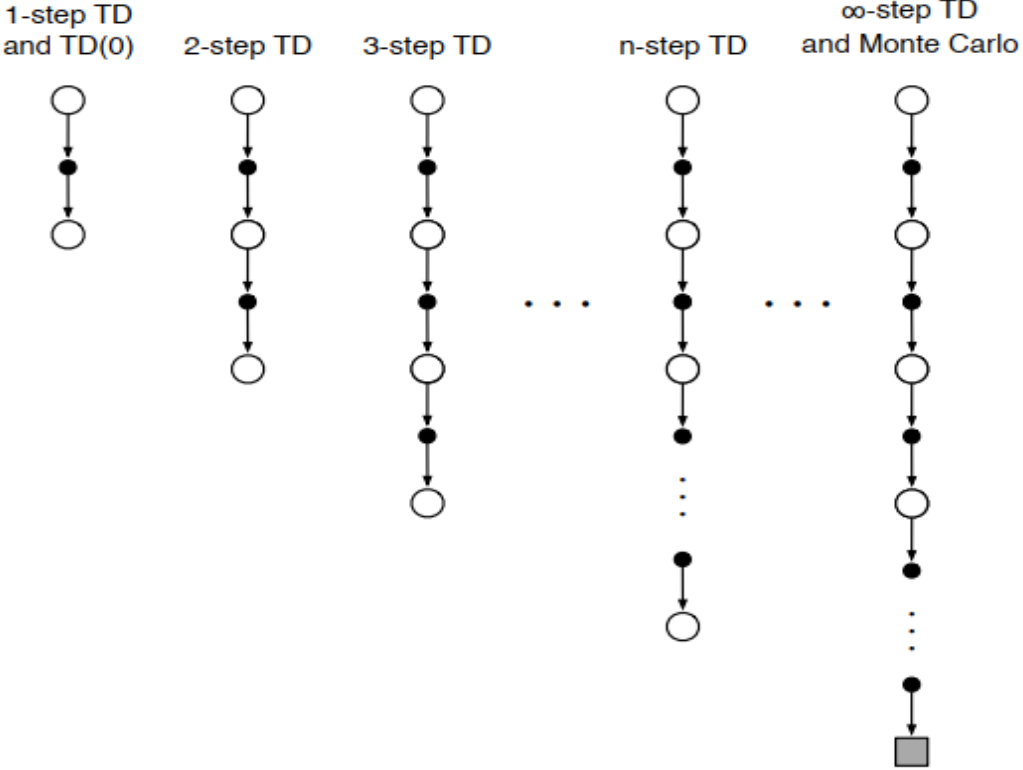 1-step TD
and TD(0)
2-step TD
3-step TD
n-step TD
∞-step TD
and Monte Carlo